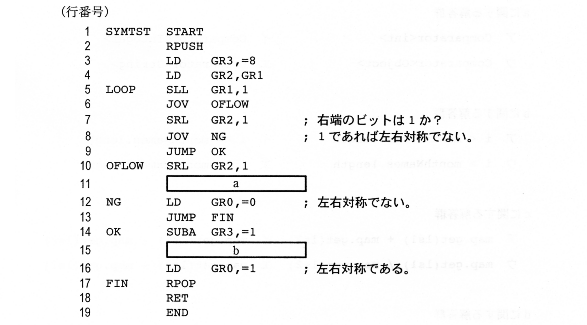 (行番号)
1 SYMTST START
2 RPUSH
3 LD GR3,=8
4 LD GR2,GR1
5 LOOP SLL GR1,1
6 JOV OFLOW
7 SRL GR2,1 ; 右端のビットは1か?
8 JOV NG ; 1であれば左右対称でない。
9 JUMP OK
10 OFLOW SRL GR2,1
11 a
12 NG LD GR0,=0 ; 左右対称でない。
13 JUMP FIN
14 OK SUBA GR3,=1
15 b
16 LD GR0,=1 ; 左右対称である。
17 FIN RPOP
18 RET
19 END